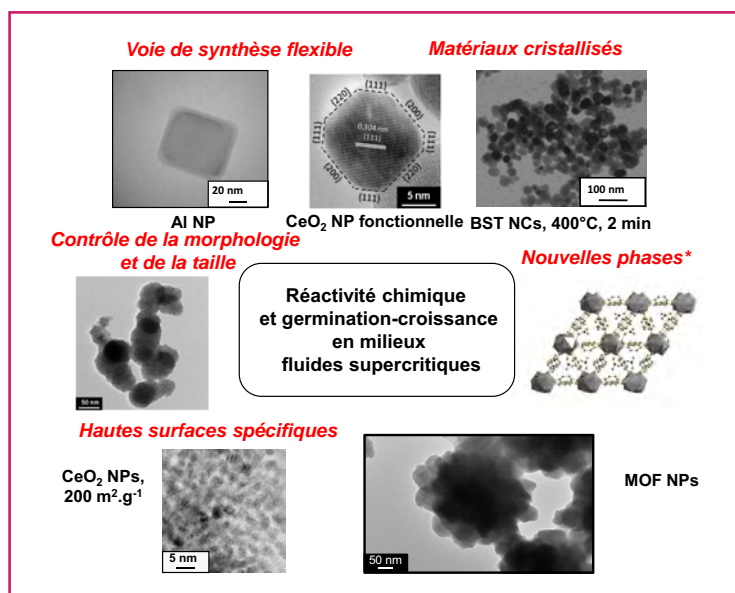 Voie de synthèse flexible
Matériaux cristallisés
20 nm
(111)
(220)
(200)
(111)
(111)
0,304 nm
(111)
(200)
(220)
(111)
5 nm
100 nm
Al NP
CeO₂ NP fonctionnelle
BST NCs, 400°C, 2 min
Contrôle de la morphologie
et de la taille
Nouvelles phases*
50 nm
Réactivité chimique
et germination-croissance
en milieux
fluides supercritiques
Hautes surfaces spécifiques
CeO₂ NPs,
200 m².g⁻¹
5 nm
50 nm
MOF NPs